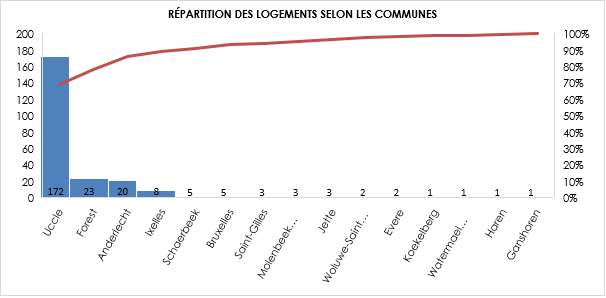 RÉPARTITION DES LOGEMENTS SELON LES COMMUNES
200
180
160
140
120
100
80
60
40
20
0
100%
90%
80%
70%
60%
50%
40%
30%
20%
10%
0%
172
23
20
8
5
5
3
3
3
2
2
1
1
1
1
Uccle
Forest
Anderlecht
Ixelles
Schaerbeek
Bruxelles
Saint-Gilles
Molenbeek...
Jette
Woluwe-Saint...
Evere
Koekelberg
Watermael...
Haren
Ganshoren